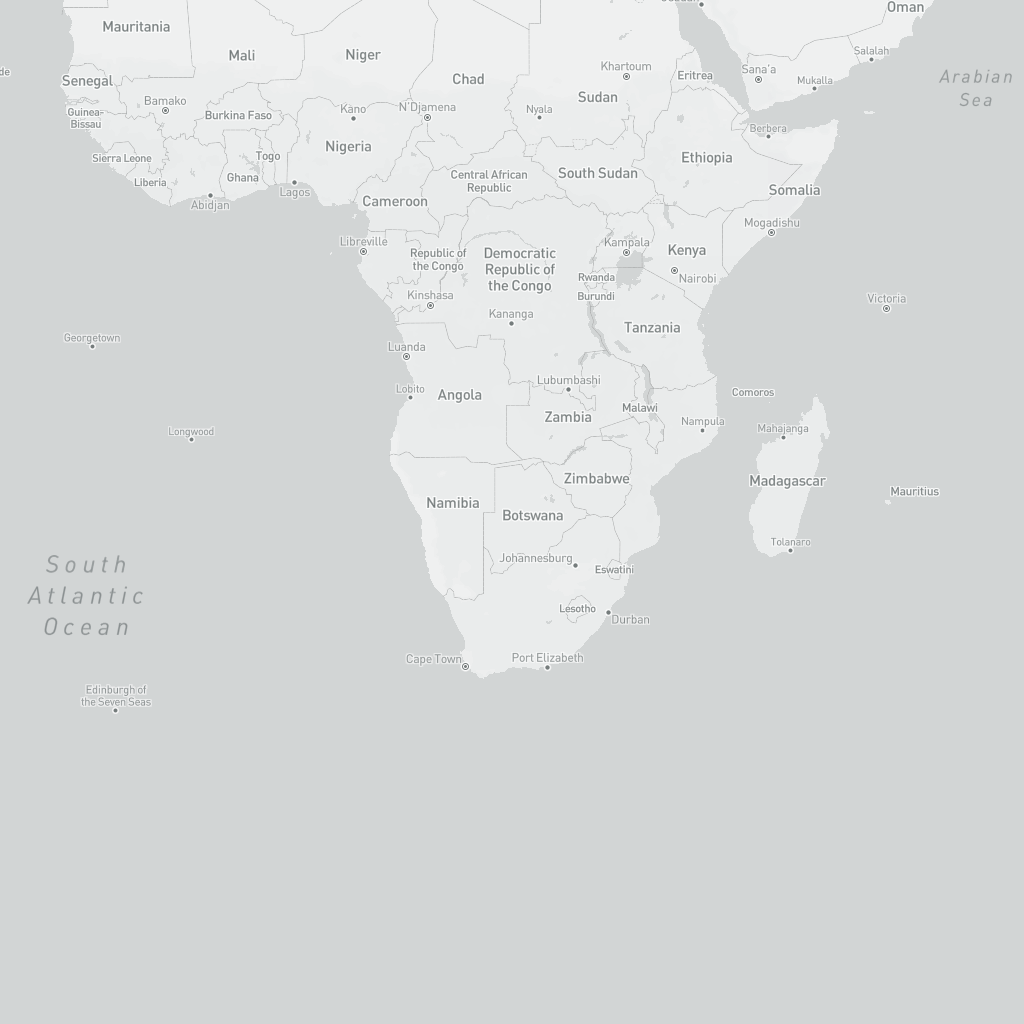 Oman
Mauritania
Salalah
Mali
Niger
de
Senegal
Chad
Khartoum
Eritrea
Sana'a
Mukalla
Arabian
Sea
Bamako
Kano
N'Djamena
Nyala
Sudan
Guinea-
Bissau
Burkina Faso
Berbera
Sierra Leone
Togo
Nigeria
Ethiopia
Liberia
Ghana
Central African
Republic
South Sudan
Lagos
Somalia
Abidjan
Cameroon
Mogadishu
Libreville
Republic of
the Congo
Democratic
Republic of
the Congo
Kampala
Kenya
Rwanda
Nairobi
Kinshasa
Burundi
Victoria
Kananga
Tanzania
Georgetown
Luanda
Lubumbashi
Lobito
Angola
Comoros
Zambia
Malawi
Nampula
Mahajanga
Longwood
Zimbabwe
Madagascar
Mauritius
Namibia
Botswana
Tolanaro
South
Atlantic
Ocean
Johannesburg
Eswatini
Lesotho
Durban
Cape Town
Port Elizabeth
Edinburgh of
the Seven Seas